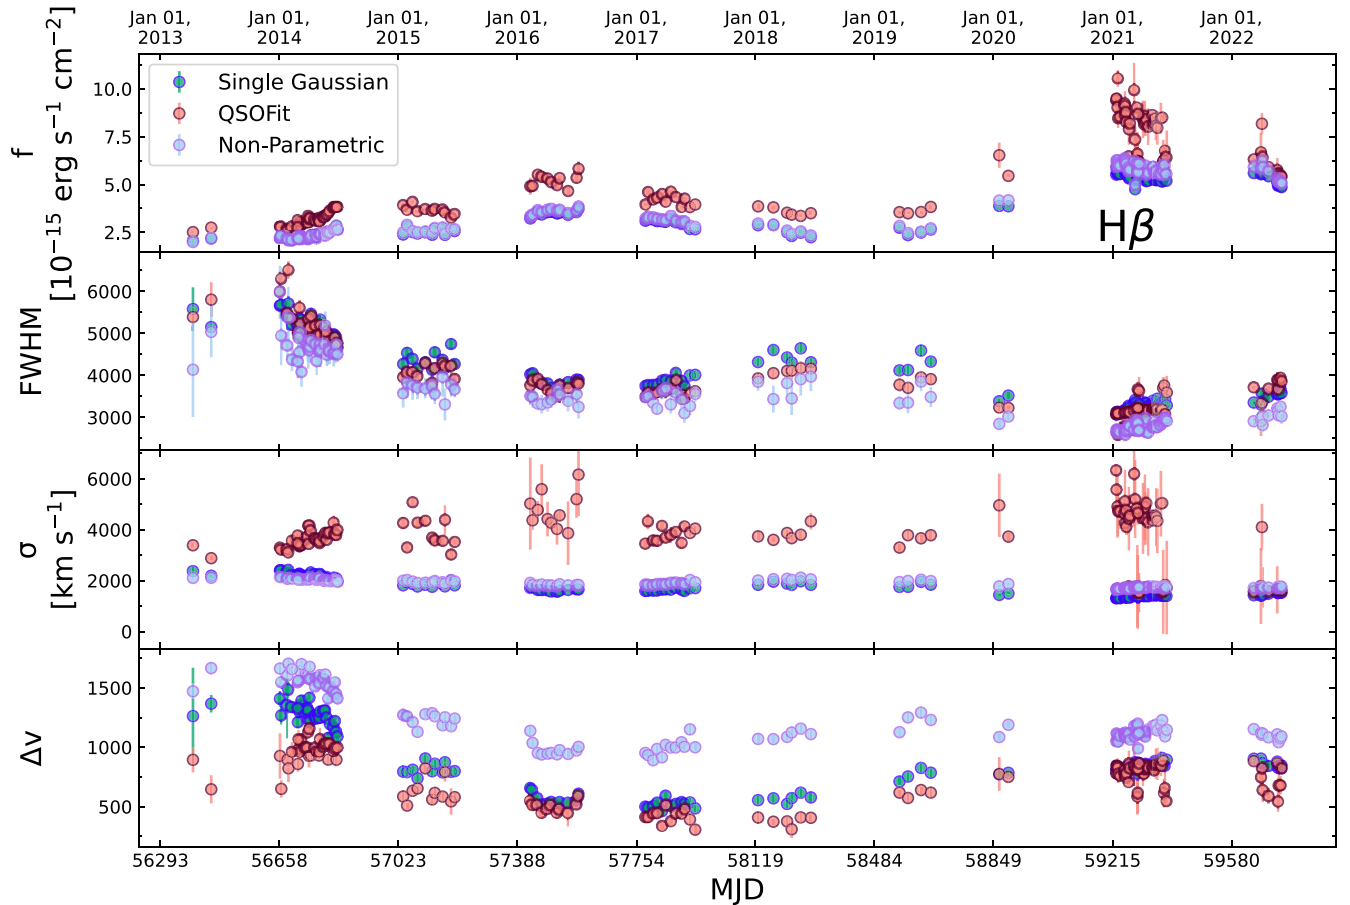 Jan 01, Jan 01, Jan 01, Jan 01, Jan 01, Jan 01, Jan 01, Jan 01, Jan 01, Jan 01,
2013 2014 2015 2016 2017 2018 2019 2020 2021 2022
Single Gaussian
QSOFit
Non-Parametric
f
[10⁻¹⁵ erg s⁻¹ cm⁻²]
10.0
7.5
5.0
2.5
Hβ
FWHM
6000
5000
4000
3000
σ
[km s⁻¹]
6000
4000
2000
0
Δv
1500
1000
500
56293 56658 57023 57388 57754 58119 58484 58849 59215 59580
MJD